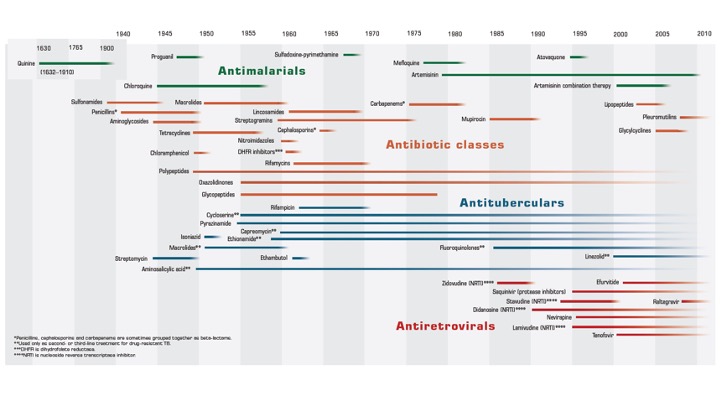 1940 1945 1950 1955 1960 1965 1970 1975 1980 1985 1990 1995 2000 2005 2010
1630 1765 1900
Proguanil
Sulfadoxine-pyrimethamine
Atovaquone
Quinine
Mefloquine
(1632–1910)
Antimalarials
Artemisinin
Chloroquine
Artemisinin combination therapy
Sulfonamides
Macrolides
Carbapenems*
Lipopeptides
Penicillins*
Lincosamides
Aminoglycosides
Streptogramins
Mupirocin
Pleuromutilins
Tetracyclines
Cephalosporins*
Glycylcyclines
Nitroimidazoles
Antibiotic classes
Chloramphenicol
DHFR inhibitors***
Rifamycins
Polypeptides
Oxazolidinones
Glycopeptides
Antituberculars
Rifampicin
Cycloserine**
Pyrazinamide
Capreomycin**
Isoniazid
Ethionamide**
Macrolides**
Fluoroquinolones**
Streptomycin
Ethambutol
Linezolid**
Aminosalicylic acid**
Zidovudine (NRTI)****
Enfurvitide
Saquinivir (protease inhibitors)
Stavudine (NRTI)****
Raltegravir
Didanosine (NRTI)****
Nevirapine
Antiretrovirals
Lamivudine (NRTI)****
Tenofovir
*Penicillins, cephalosporins and carbapenems are sometimes grouped together as beta-lactams.
**Used only as second- or third-line treatment for drug-resistant TB.
***DHFR is dihydrofolate reductase.
****NRTI is nucleoside reverse transcriptase inhibitor.